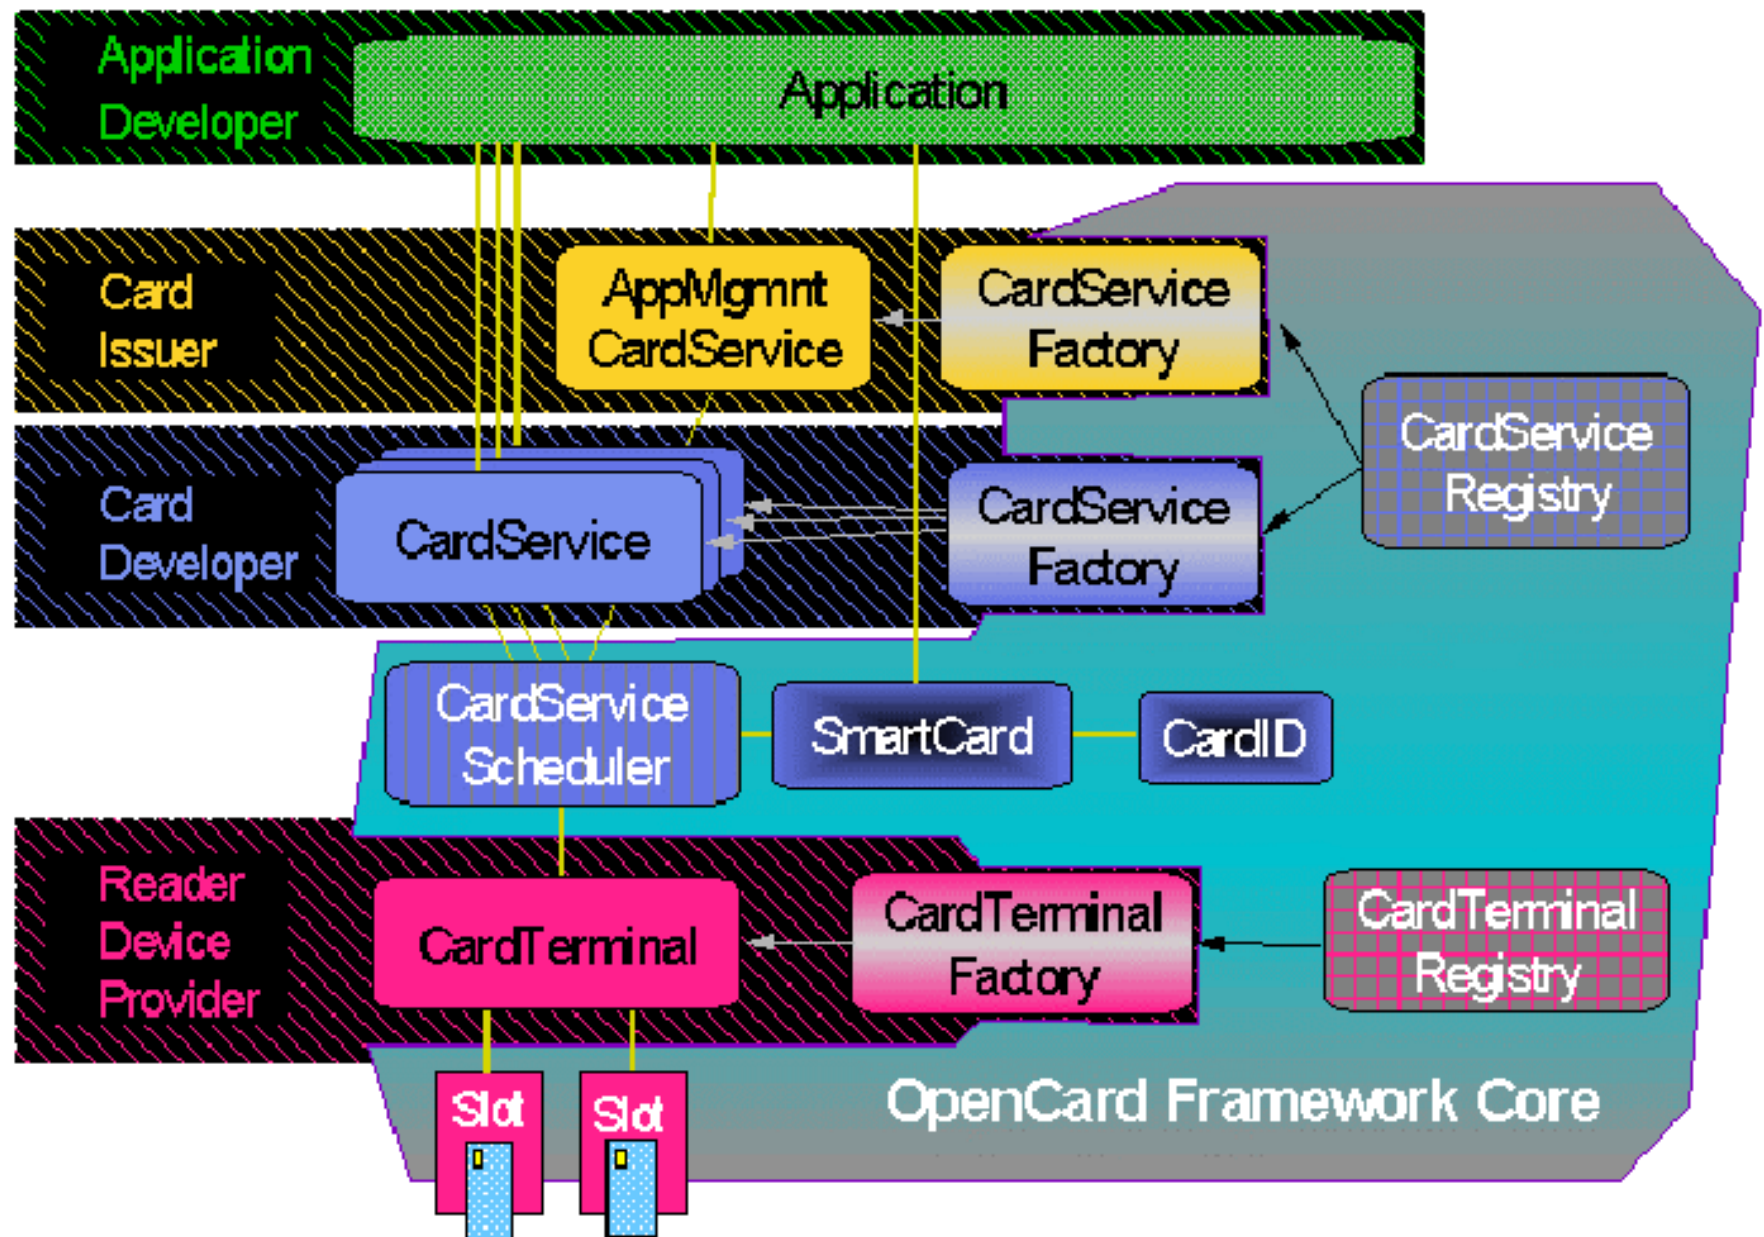 Application
Developer
Application
Card
Issuer
AppMgmnt
CardService
CardService
Factory
CardService
Registry
Card
Developer
CardService
CardService
Factory
CardService
Scheduler
SmartCard
CardID
Reader
Device
Provider
CardTerminal
CardTerminal
Factory
CardTerminal
Registry
Slot
Slot
OpenCard Framework Core